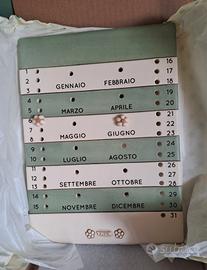 1 16
2 17
GENNAIO FEBBRAIO
3 18
4 19
MARZO APRILE
5 20
6 21
7 22
MAGGIO GIUGNO
8 23
9 24
10 25
LUGLIO AGOSTO
11 26
12 27
13 SETTEMBRE OTTOBRE 28
14 29
15 NOVEMBRE DICEMBRE 30
31
subito